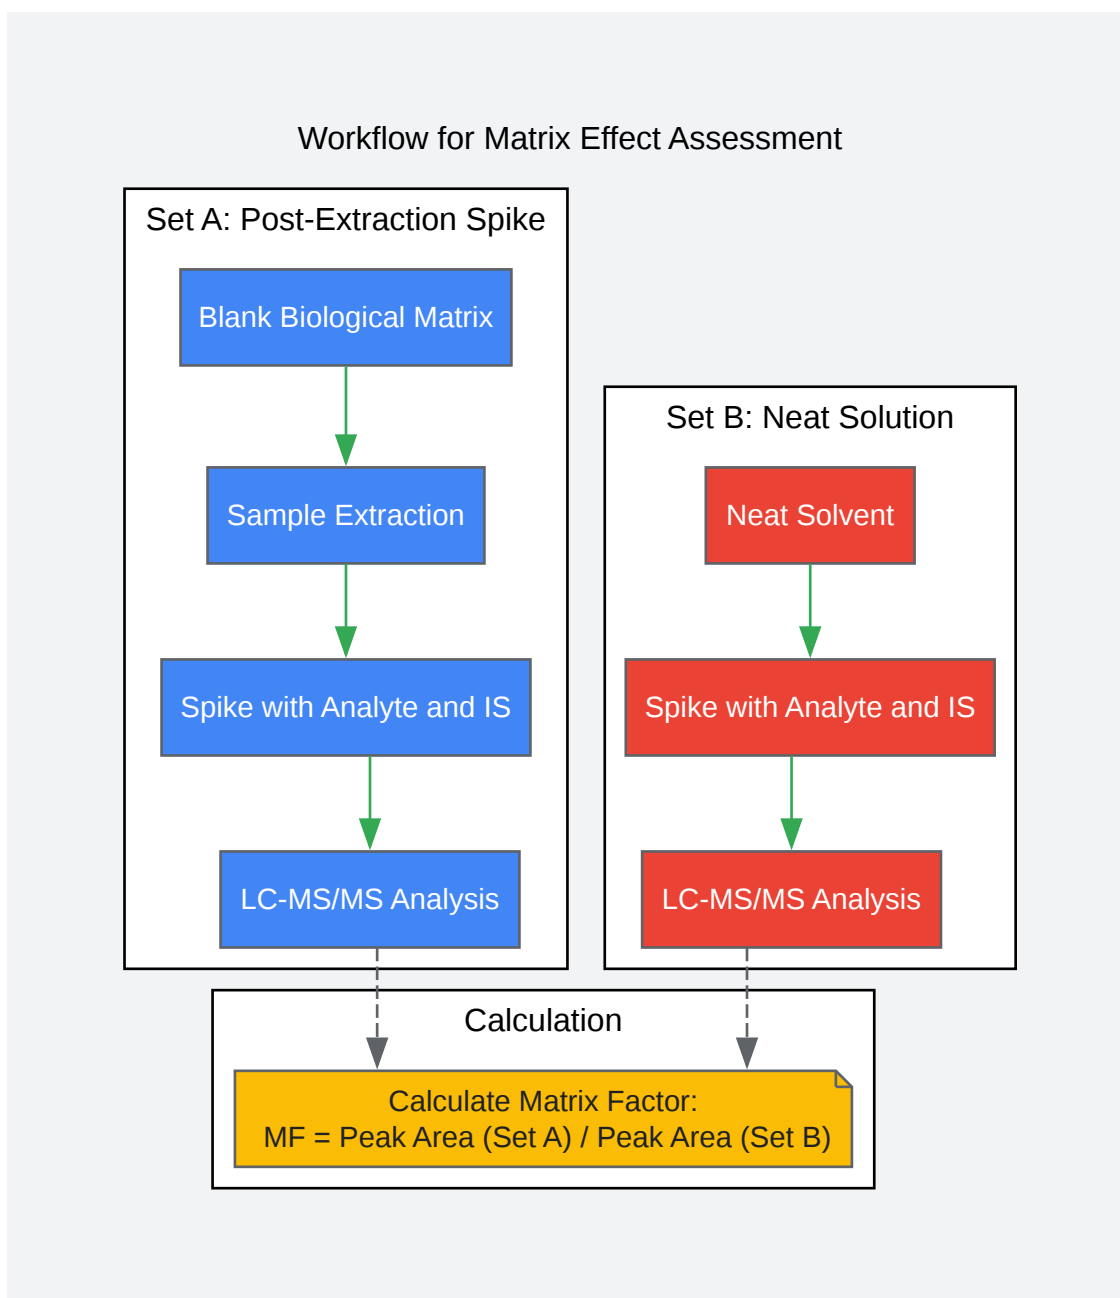 Workflow for Matrix Effect Assessment
Set A: Post-Extraction Spike
Blank Biological Matrix
Sample Extraction
Spike with Analyte and IS
LC-MS/MS Analysis
Set B: Neat Solution
Neat Solvent
Spike with Analyte and IS
LC-MS/MS Analysis
Calculation
Calculate Matrix Factor:
MF = Peak Area (Set A) / Peak Area (Set B)